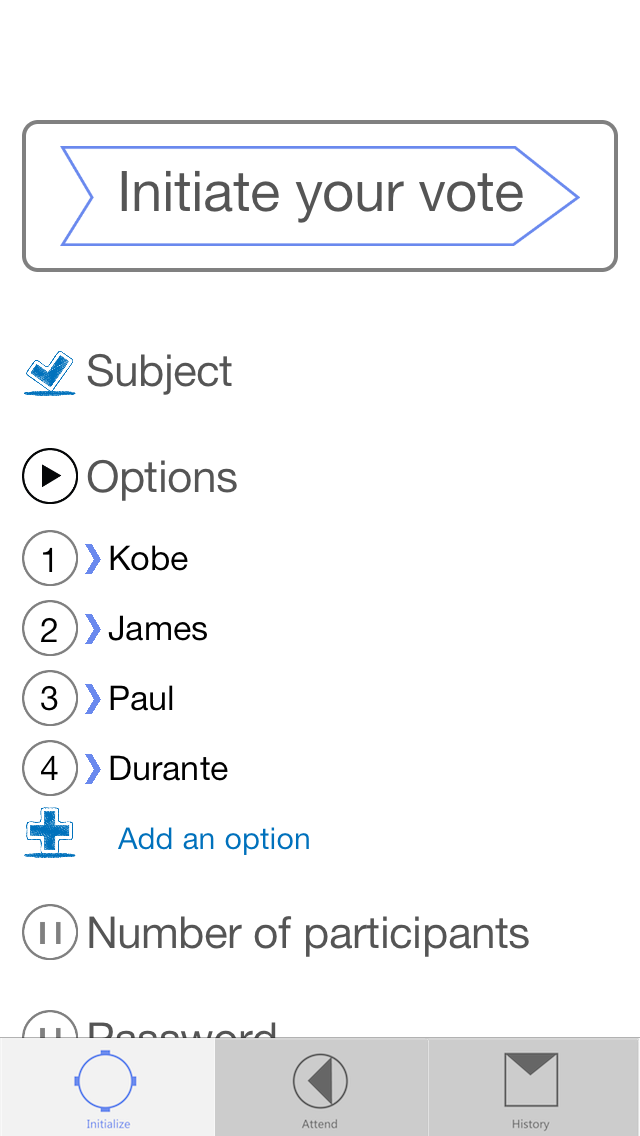 Initiate your vote
Subject
Options
1 Kobe
2 James
3 Paul
4 Durante
Add an option
Number of participants
Password
Initialize
Attend
History